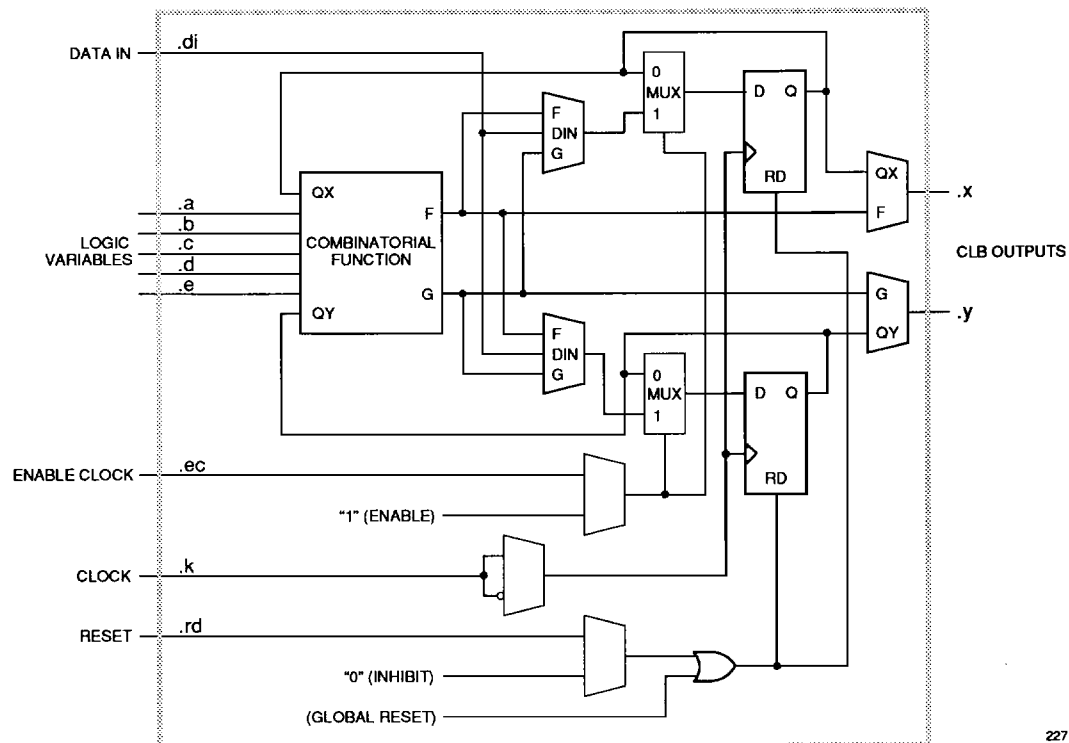 DATA IN
.di
0
MUX
1
D Q
RD
F
DIN
G
QX
F
.x
QX
.a
.b
LOGIC
VARIABLES
.c
.d
.e
COMBINATORIAL
FUNCTION
F
G
QY
CLB OUTPUTS
G
QY
.y
F
DIN
G
0
MUX
1
D Q
RD
ENABLE CLOCK
.ec
"1" (ENABLE)
CLOCK
.k
RESET
.rd
"0" (INHIBIT)
(GLOBAL RESET)
227